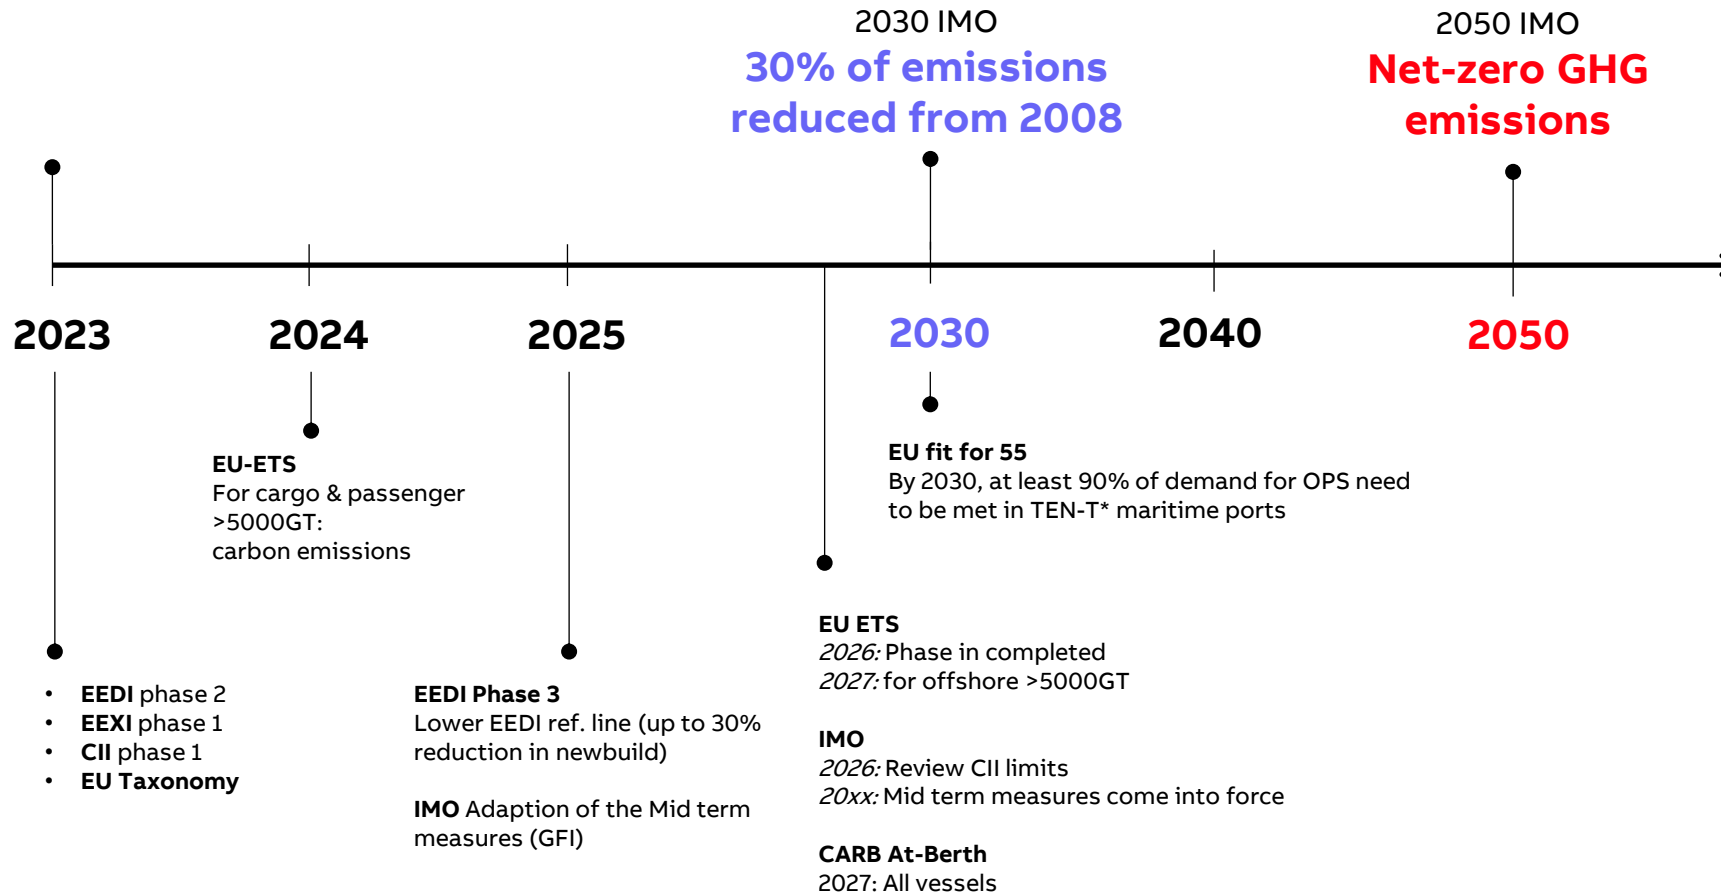 2030 IMO
30% of emissions
reduced from 2008
2050 IMO
Net-zero GHG
emissions
2023
2024
2025
2030
2040
2050
EU-ETS
For cargo & passenger
>5000GT:
carbon emissions
EU fit for 55
By 2030, at least 90% of demand for OPS need
to be met in TEN-T* maritime ports
• EEDI phase 2
• EEXI phase 1
• CII phase 1
• EU Taxonomy
EEDI Phase 3
Lower EEDI ref. line (up to 30%
reduction in newbuild)
IMO Adaption of the Mid term
measures (GFI)
EU ETS
2026: Phase in completed
2027: for offshore >5000GT
IMO
2026: Review CII limits
20xx: Mid term measures come into force
CARB At-Berth
2027: All vessels